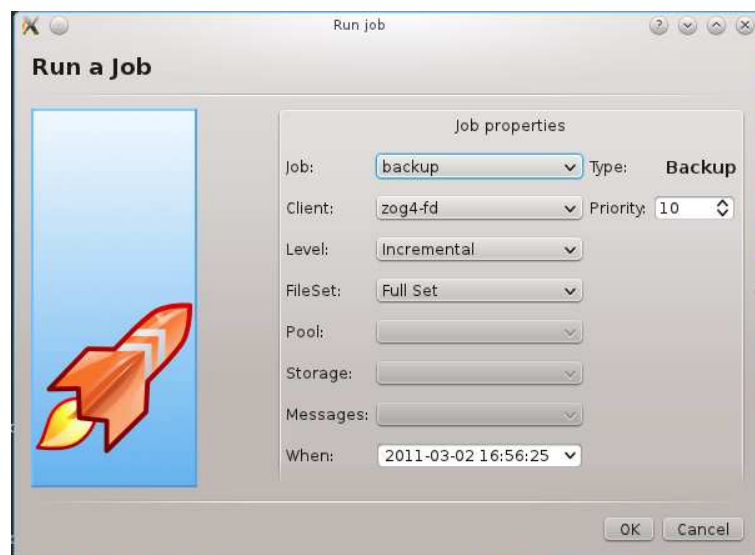 Run job
Run a Job
Job properties
Job: backup Type: Backup
Client: zog4-fd Priority: 10
Level: Incremental
FileSet: Full Set
Pool:
Storage:
Messages:
When: 2011-03-02 16:56:25
OK Cancel